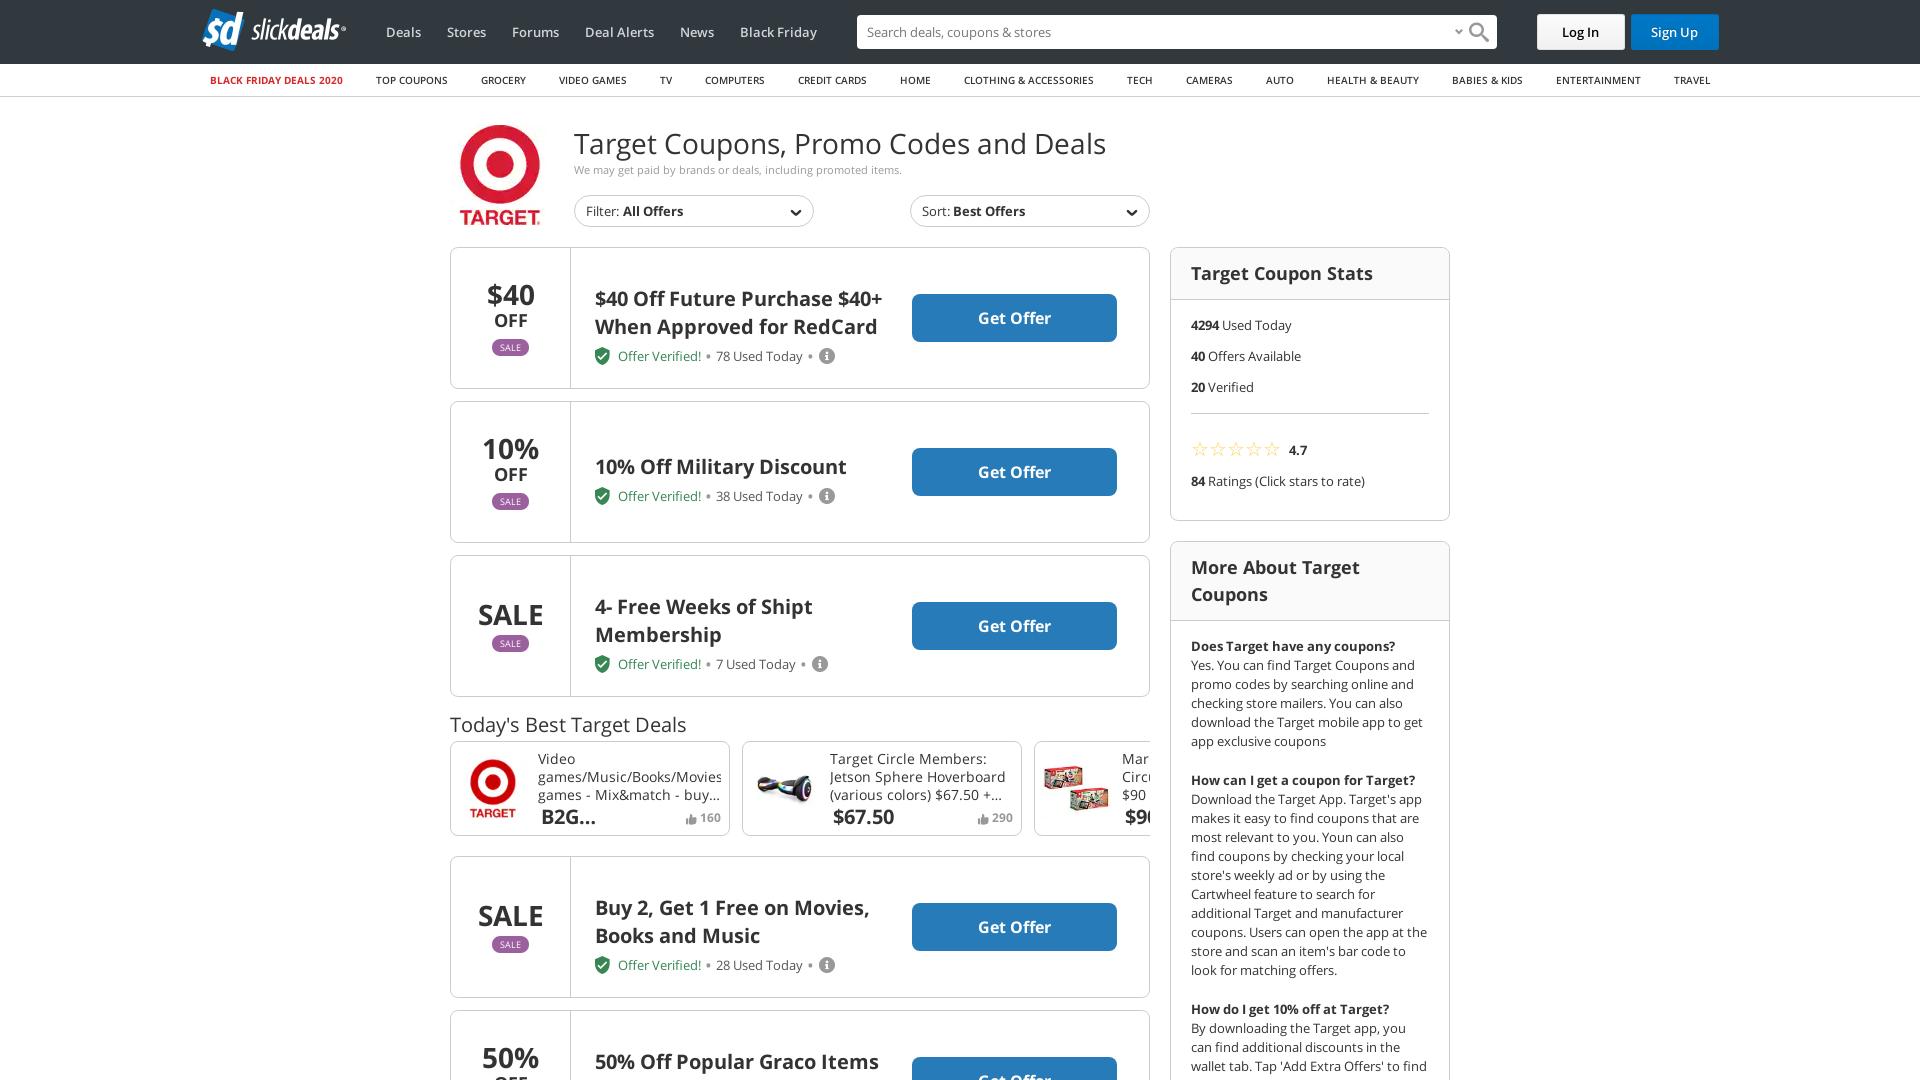 sd slickdeals
Deals Stores Forums Deal Alerts News Black Friday
Search deals, coupons & stores
Log In
Sign Up
BLACK FRIDAY DEALS 2020 TOP COUPONS GROCERY VIDEO GAMES TV COMPUTERS CREDIT CARDS HOME CLOTHING & ACCESSORIES TECH CAMERAS AUTO HEALTH & BEAUTY BABIES & KIDS ENTERTAINMENT TRAVEL
TARGET
Target Coupons, Promo Codes and Deals
We may get paid by brands or deals, including promoted items.
Filter: All Offers
Sort: Best Offers
$40
OFF
SALE
$40 Off Future Purchase $40+
When Approved for RedCard
Offer Verified! • 78 Used Today •
Get Offer
10%
OFF
SALE
10% Off Military Discount
Offer Verified! • 38 Used Today •
Get Offer
SALE
SALE
4- Free Weeks of Shipt
Membership
Offer Verified! • 7 Used Today •
Get Offer
Today's Best Target Deals
TARGET
Video
games/Music/Books/Movies
games - Mix&match - buy...
B2G...
160
Target Circle Members:
Jetson Sphere Hoverboard
(various colors) $67.50 +...
$67.50
290
Mar
Circu
$90
$90
SALE
SALE
Buy 2, Get 1 Free on Movies,
Books and Music
Offer Verified! • 28 Used Today •
Get Offer
50%
OFF
50% Off Popular Graco Items
Get Offer
Target Coupon Stats
4294 Used Today
40 Offers Available
20 Verified
4.7
84 Ratings (Click stars to rate)
More About Target
Coupons
Does Target have any coupons?
Yes. You can find Target Coupons and
promo codes by searching online and
checking store mailers. You can also
download the Target mobile app to get
app exclusive coupons
How can I get a coupon for Target?
Download the Target App. Target's app
makes it easy to find coupons that are
most relevant to you. Youn can also
find coupons by checking your local
store's weekly ad or by using the
Cartwheel feature to search for
additional Target and manufacturer
coupons. Users can open the app at the
store and scan an item's bar code to
look for matching offers.
How do I get 10% off at Target?
By downloading the Target app, you
can find additional discounts in the
wallet tab. Tap 'Add Extra Offers' to find